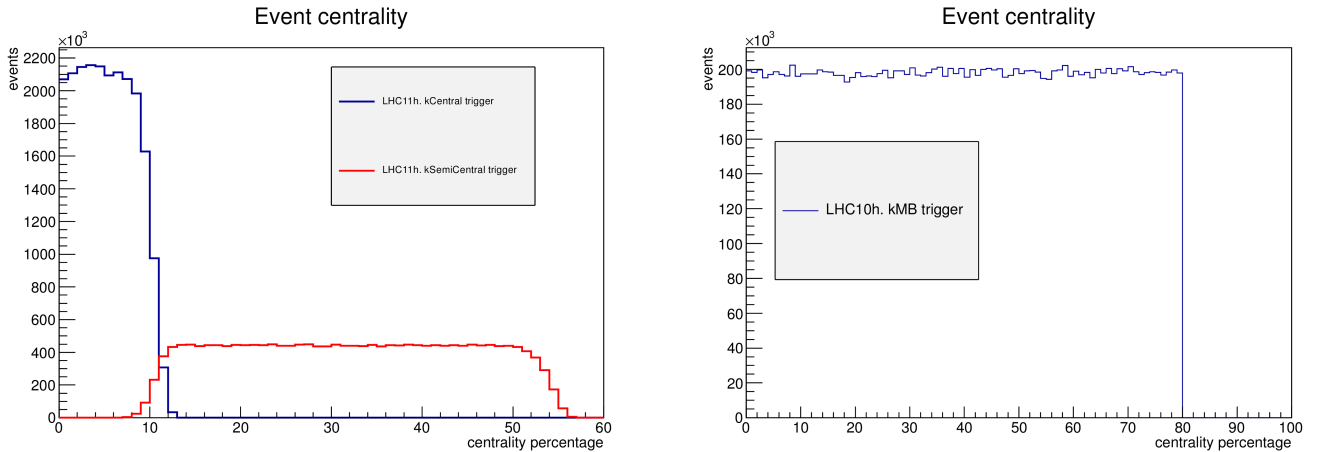 Event centrality
×10³
events
2200
2000
1800
1600
1400
1200
1000
800
600
400
200
0
LHC11h. kCentral trigger
LHC11h. kSemiCentral trigger
0 10 20 30 40 50 60
centrality percentage
Event centrality
×10³
events
200
180
160
140
120
100
80
60
40
20
0
LHC10h. kMB trigger
0 10 20 30 40 50 60 70 80 90 100
centrality percentage